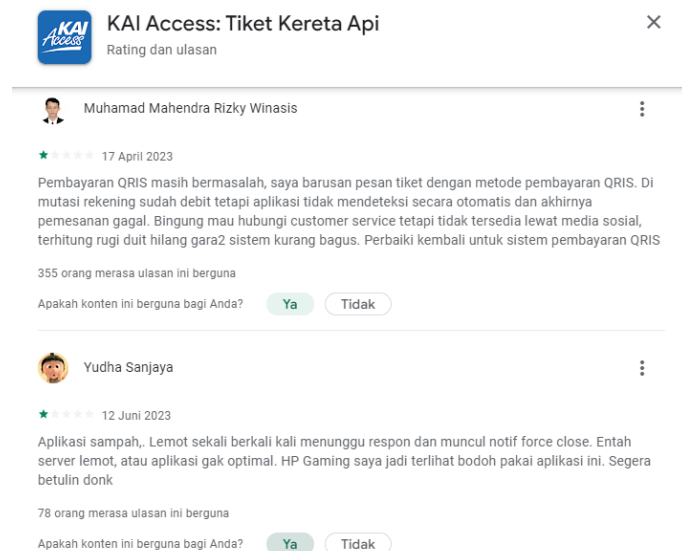 KAI Access
KAI Access: Tiket Kereta Api
Rating dan ulasan
Muhamad Mahendra Rizky Winasis
17 April 2023
Pembayaran QRIS masih bermasalah, saya barusan pesan tiket dengan metode pembayaran QRIS. Di
mutasi rekening sudah debit tetapi aplikasi tidak mendeteksi secara otomatis dan akhirnya
pemesanan gagal. Bingung mau hubungi customer service tetapi tidak tersedia lewat media sosial,
terhitung rugi duit hilang gara2 sistem kurang bagus. Perbaiki kembali untuk sistem pembayaran QRIS
355 orang merasa ulasan ini berguna
Apakah konten ini berguna bagi Anda? Ya Tidak
Yudha Sanjaya
12 Juni 2023
Aplikasi sampah,. Lemot sekali berkali kali menunggu respon dan muncul notif force close. Entah
server lemot, atau aplikasi gak optimal. HP Gaming saya jadi terlihat bodoh pakai aplikasi ini. Segera
betulin donk
78 orang merasa ulasan ini berguna
Apakah konten ini berguna bagi Anda? Ya Tidak